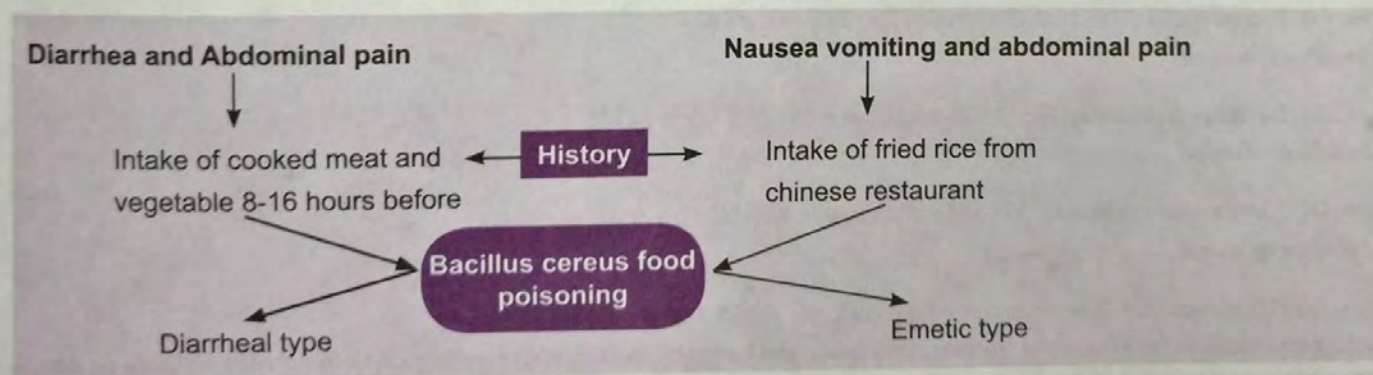 Diarrhea and Abdominal pain
Nausea vomiting and abdominal pain
Intake of cooked meat and
vegetable 8-16 hours before
History
Intake of fried rice from
chinese restaurant
Bacillus cereus food
poisoning
Diarrheal type
Emetic type